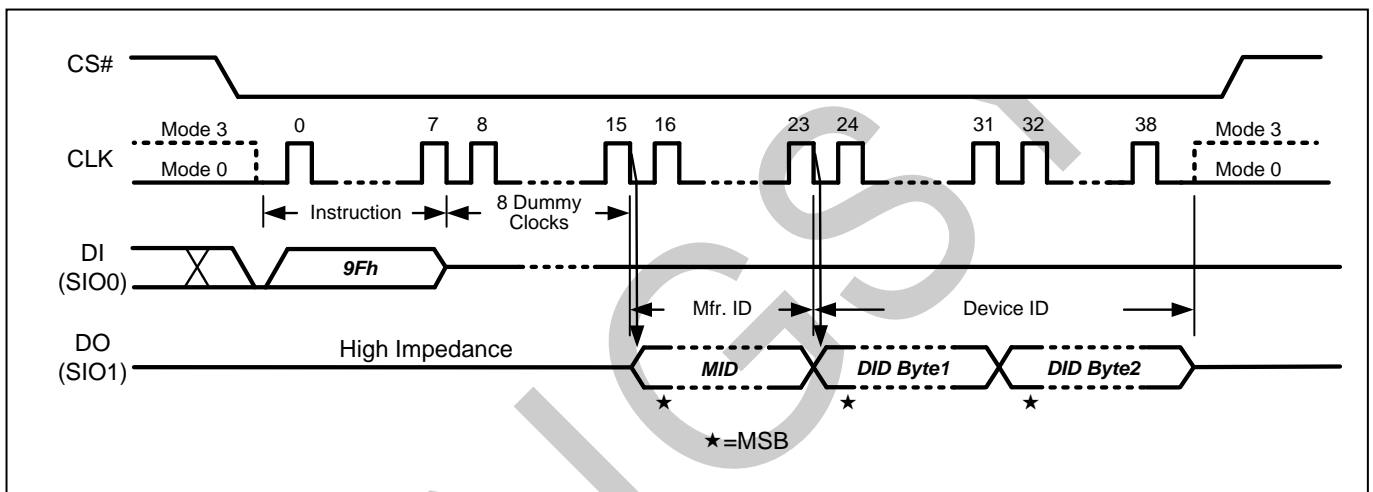 CS#
0 7 8 15 16 23 24 31 32 38
Mode 3 Mode 3
CLK
Mode 0 Mode 0
Instruction 8 Dummy
Clocks
DI
(SIO0)
9Fh
Mfr. ID Device ID
DO
(SIO1)
High Impedance
MID DID Byte1 DID Byte2
★ ★ ★
★=MSB